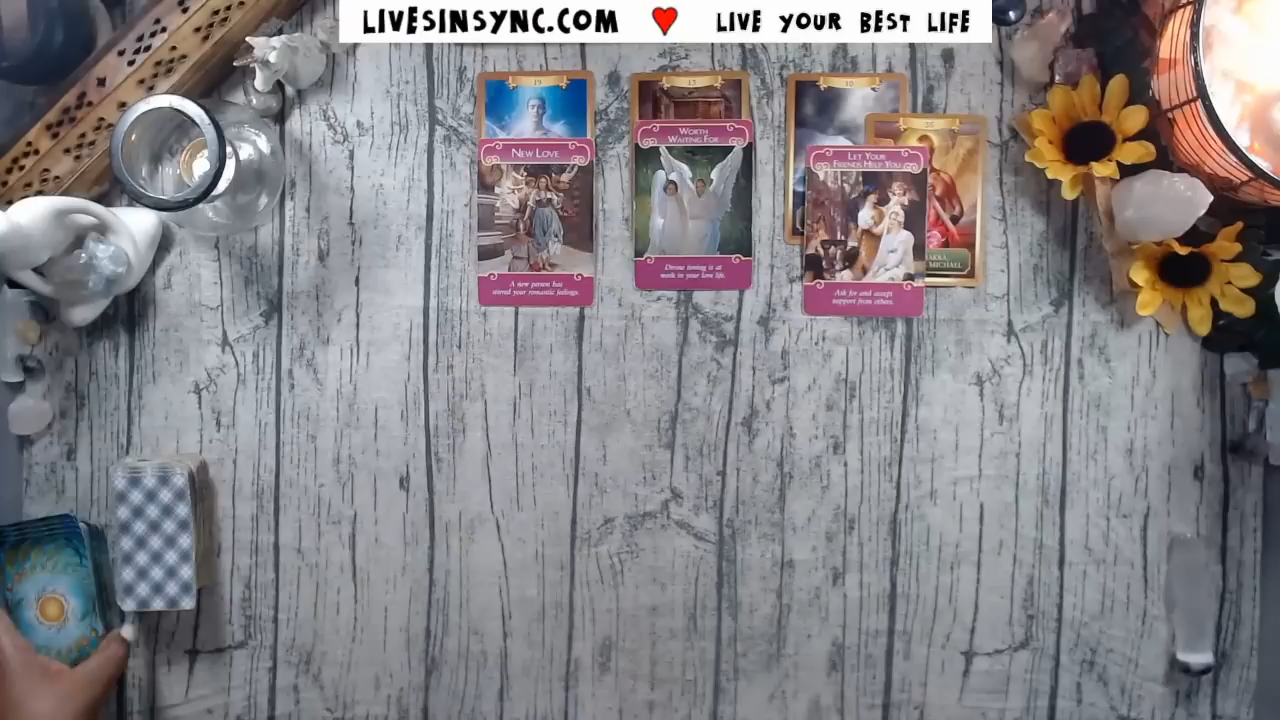 LIVESINSYNC.COM ❤ LIVE YOUR BEST LIFE
19
NEW LOVE
A new person has
stirred your romantic feelings.
13
WORTH
WAITING FOR
Divine timing is at
work in your love life.
10
LET YOUR
FRIENDS HELP YOU
Ask for and accept
support from others.
MICHAEL